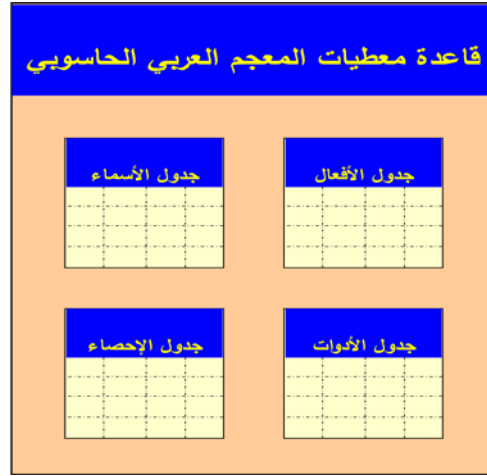 قاعدة معطيات المعجم العربي الحاسوبي
جدول الأفعال
جدول الأسماء
جدول الأدوات
جدول الإحصاء